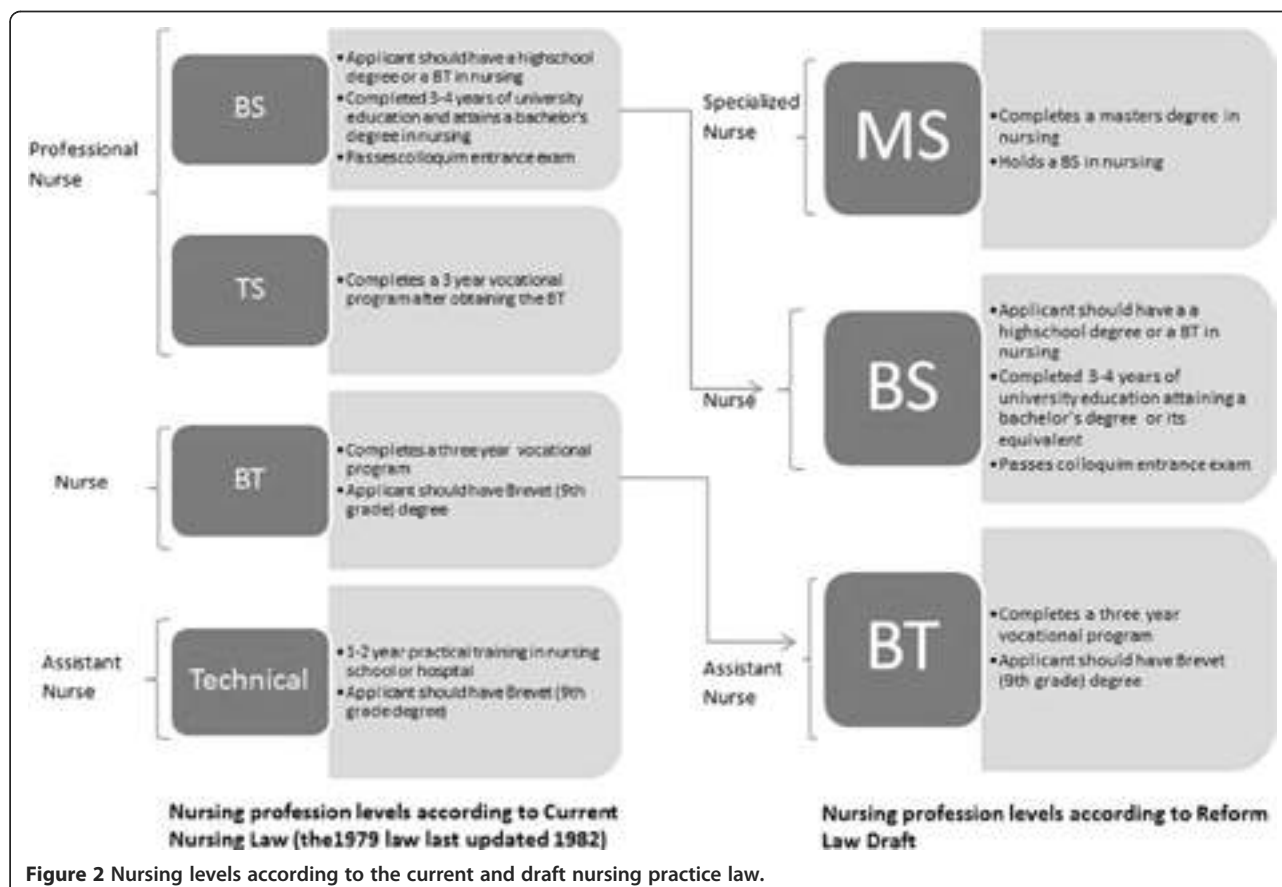 Professional
Nurse
BS
•Applicant should have a highschool
degree or a BT in nursing
•Completed 3-4 years of university
education and attains a bachelor's
degree in nursing
•Passes colloquim entrance exam
TS
•Completes a 3 year vocational
program after obtaining the BT
Nurse
BT
•Completes a three year vocational
program
•Applicant should have Brevet (9th
grade) degree
Assistant
Nurse
Technical
•1-2 year practical training in nursing
school or hospital
•Applicant should have Brevet (9th
grade degree)
Nursing profession levels according to Current
Nursing Law (the1979 law last updated 1982)
Specialized
Nurse
MS
•Completes a masters degree in
nursing
•Holds a BS in nursing
Nurse
BS
•Applicant should have a a
highschool degree or a BT in
nursing
•Completed 3-4 years of
university education attaining a
bachelor's degree or its
equivalent
•Passes colloquim entrance exam
Assistant
Nurse
BT
•Completes a three year
vocational program
•Applicant should have Brevet
(9th grade) degree
Nursing profession levels according to Reform
Law Draft
Figure 2 Nursing levels according to the current and draft nursing practice law.